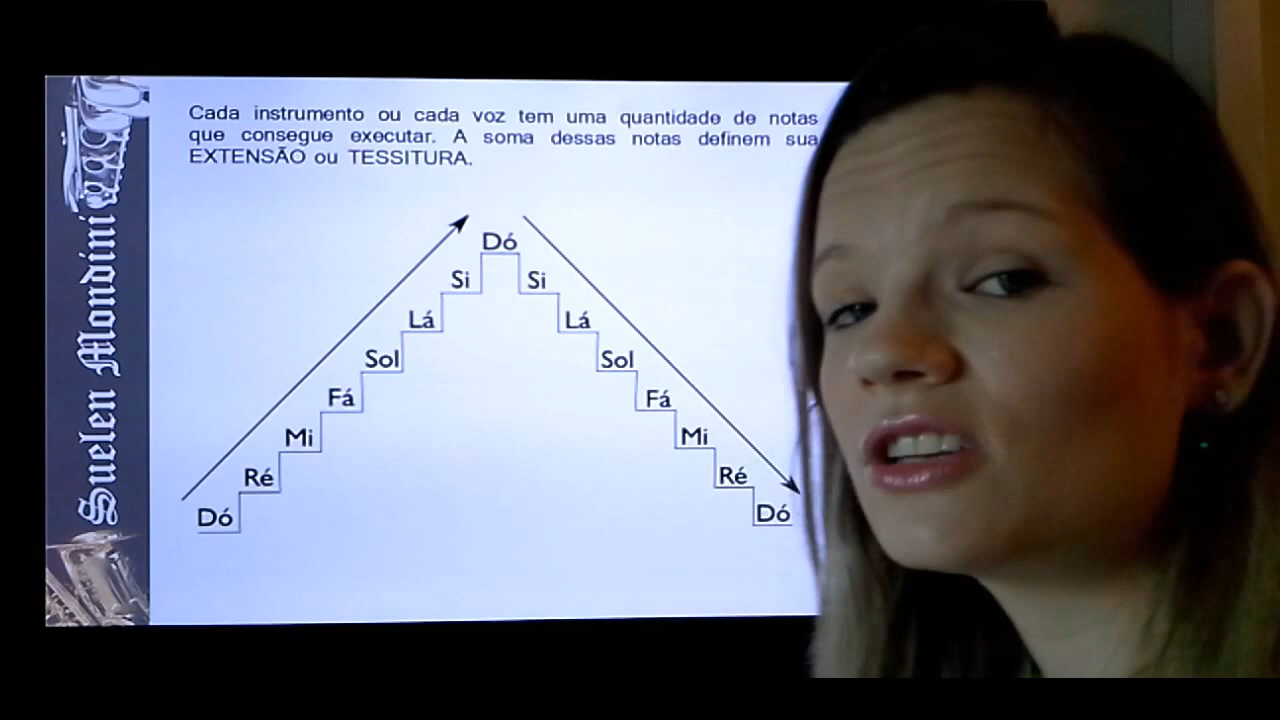 Suelen Mondini
Cada instrumento ou cada voz tem uma quantidade de notas
que consegue executar. A soma dessas notas definem sua
EXTENSÃO ou TESSITURA.
Dó
Si Si
Lá Lá
Sol Sol
Fá Fá
Mi Mi
Ré Ré
Dó Dó